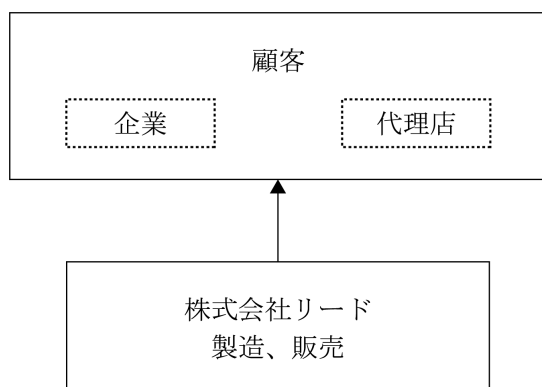 顧客
企業
代理店
株式会社リード
製造、販売